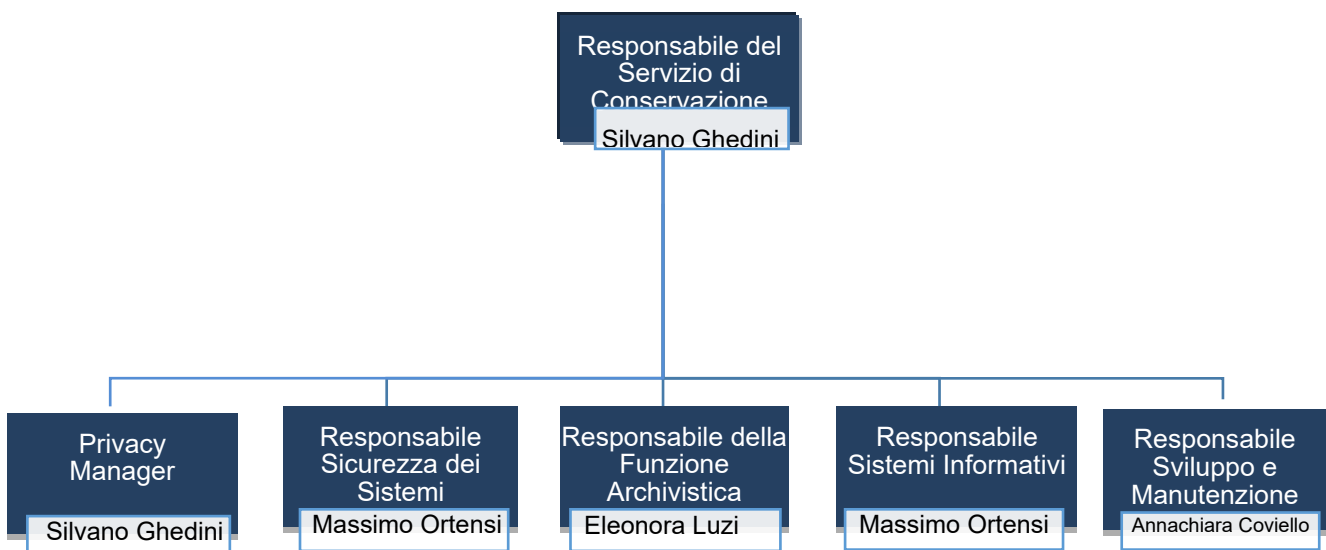 Responsabile del
Servizio di
Conservazione
Silvano Ghedini
Privacy
Manager
Silvano Ghedini
Responsabile
Sicurezza dei
Sistemi
Massimo Ortensi
Responsabile della
Funzione
Archivistica
Eleonora Luzi
Responsabile
Sistemi Informativi
Massimo Ortensi
Responsabile
Sviluppo e
Manutenzione
Annachiara Coviello